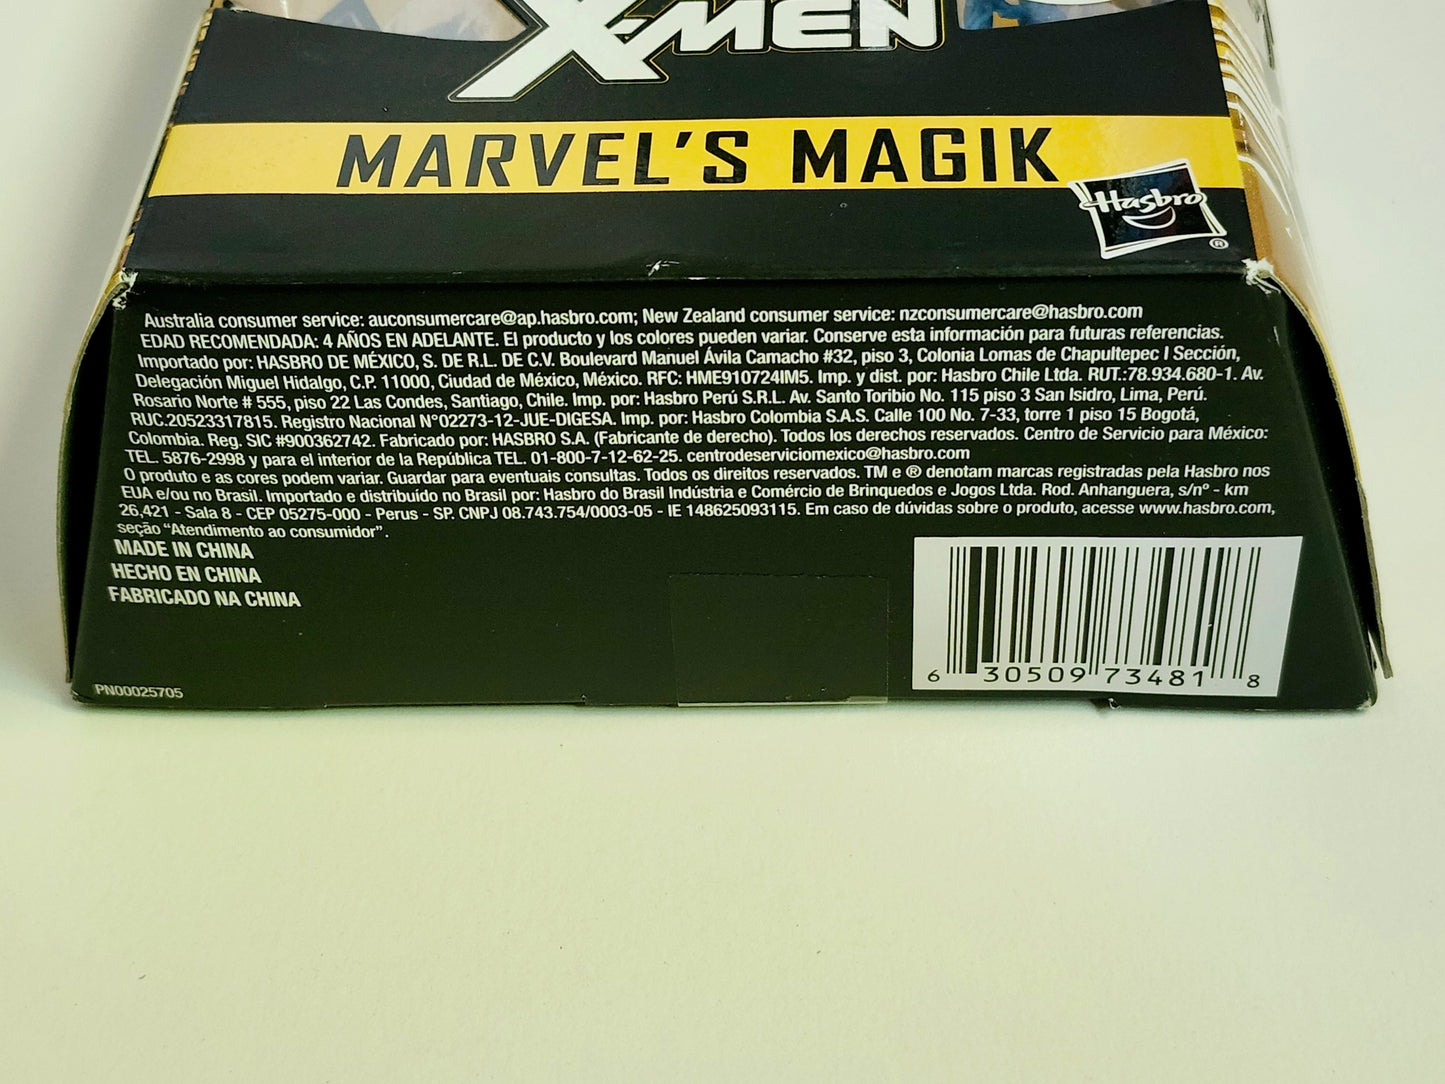 X-MEN
MARVEL'S MAGIK
Hasbro
®
Australia consumer service: auconsumercare@ap.hasbro.com; New Zealand consumer service: nzconsumercare@hasbro.com
EDAD RECOMENDADA: 4 AÑOS EN ADELANTE. El producto y los colores pueden variar. Conserve esta información para futuras referencias.
Importado por: HASBRO DE MÉXICO, S. DE R.L. DE C.V. Boulevard Manuel Ávila Camacho #32, piso 3, Colonia Lomas de Chapultepec I Sección,
Delegación Miguel Hidalgo, C.P. 11000, Ciudad de México, México. RFC: HME910724IM5. Imp. y dist. por: Hasbro Chile Ltda. RUT.:78.934.680-1. Av.
Rosario Norte # 555, piso 22 Las Condes, Santiago, Chile. Imp. por: Hasbro Perú S.R.L. Av. Santo Toribio No. 115 piso 3 San Isidro, Lima, Perú.
RUC.20523317815. Registro Nacional N°02273-12-JUE-DIGESA. Imp. por: Hasbro Colombia S.A.S. Calle 100 No. 7-33, torre 1 piso 15 Bogotá,
Colombia. Reg. SIC #900362742. Fabricado por: HASBRO S.A. (Fabricante de derecho). Todos los derechos reservados. Centro de Servicio para México:
TEL. 5876-2998 y para el interior de la República TEL. 01-800-7-12-62-25. centrodeserviciomexico@hasbro.com
O produto e as cores podem variar. Guardar para eventuais consultas. Todos os direitos reservados. TM e ® denotam marcas registradas pela Hasbro nos
EUA e/ou no Brasil. Importado e distribuído no Brasil por: Hasbro do Brasil Indústria e Comércio de Brinquedos e Jogos Ltda. Rod. Anhanguera, s/nº - km
26,421 - Sala 8 - CEP 05275-000 - Perus - SP. CNPJ 08.743.754/0003-05 - IE 148625093115. Em caso de dúvidas sobre o produto, acesse www.hasbro.com,
seção "Atendimento ao consumidor".
MADE IN CHINA
HECHO EN CHINA
FABRICADO NA CHINA
PN00025705
6 30509 73481 8